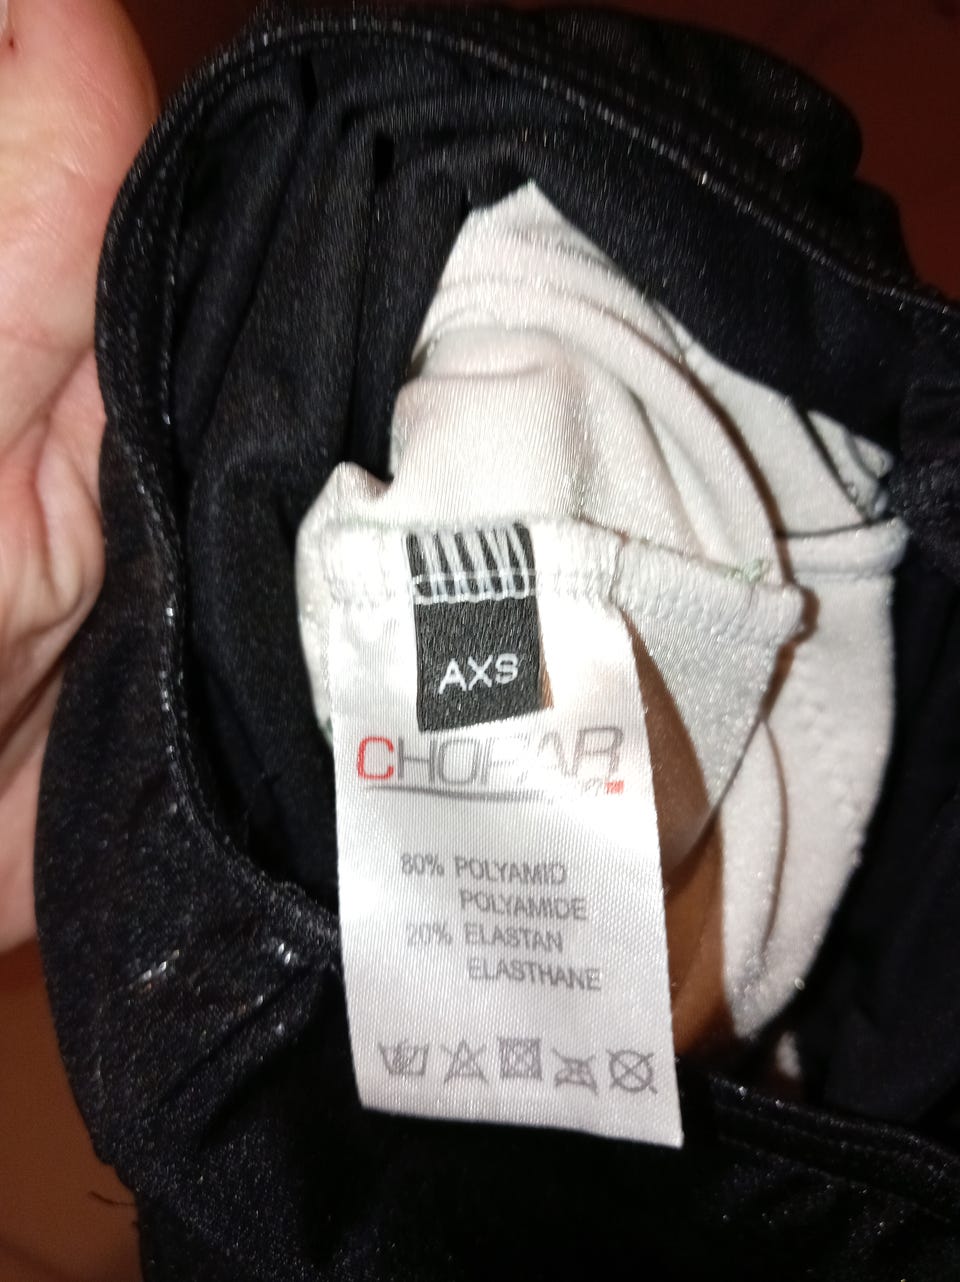 AXS
CHOPAR
80% POLYAMID
POLYAMIDE
20% ELASTAN
ELASTHANE